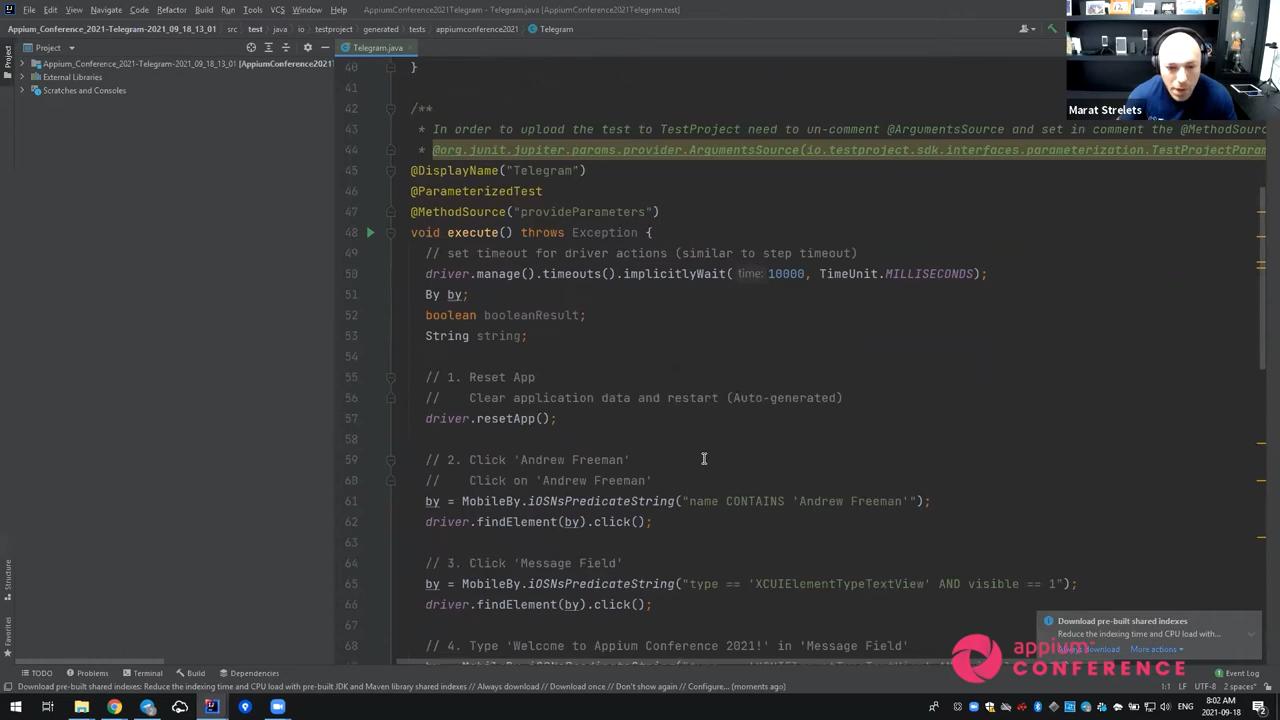 File Edit View Navigate Code Refactor Build Run Tools VCS Window Help AppiumConference2021Telegram - Telegram.java [AppiumConference2021Telegram.test]
Appium_Conference_2021-Telegram-2021_09_18_13_01 src test java io testproject generated tests appiumconference2021 Telegram
Project
Telegram.java
Appium_Conference_2021-Telegram-2021_09_18_13_01 [AppiumConference2021
External Libraries
Scratches and Consoles
Marat Strelets
Project
Structure
Favorites
40 }
41
42 /**
43 * In order to upload the test to TestProject need to un-comment @ArgumentsSource and set in comment the @MethodSour
44 * @org.junit.jupiter.params.provider.ArgumentsSource(io.testproject.sdk.interfaces.parameterization.TestProjectParam
45 @DisplayName("Telegram")
46 @ParameterizedTest
47 @MethodSource("provideParameters")
48 void execute() throws Exception {
49 // set timeout for driver actions (similar to step timeout)
50 driver.manage().timeouts().implicitlyWait( time: 10000, TimeUnit.MILLISECONDS);
51 By by;
52 boolean booleanResult;
53 String string;
54
55 // 1. Reset App
56 // Clear application data and restart (Auto-generated)
57 driver.resetApp();
58
59 // 2. Click 'Andrew Freeman'
60 // Click on 'Andrew Freeman'
61 by = MobileBy.iOSNsPredicateString("name CONTAINS 'Andrew Freeman'");
62 driver.findElement(by).click();
63
64 // 3. Click 'Message Field'
65 by = MobileBy.iOSNsPredicateString("type == 'XCUIElementTypeTextView' AND visible == 1");
66 driver.findElement(by).click();
67
68 // 4. Type 'Welcome to Appium Conference 2021!' in 'Message Field'
Download pre-built shared indexes
Reduce the indexing time and CPU load with...
Always download More actions
appium
CONFERENCE
TODO Problems Terminal Build Dependencies Event Log
Download pre-built shared indexes: Reduce the indexing time and CPU load with pre-built JDK and Maven library shared indexes // Always download // Download once // Don't show again // Configure... (moments ago) 1:1 LF UTF-8 2 spaces*
ENG 8:02 AM
2021-09-18